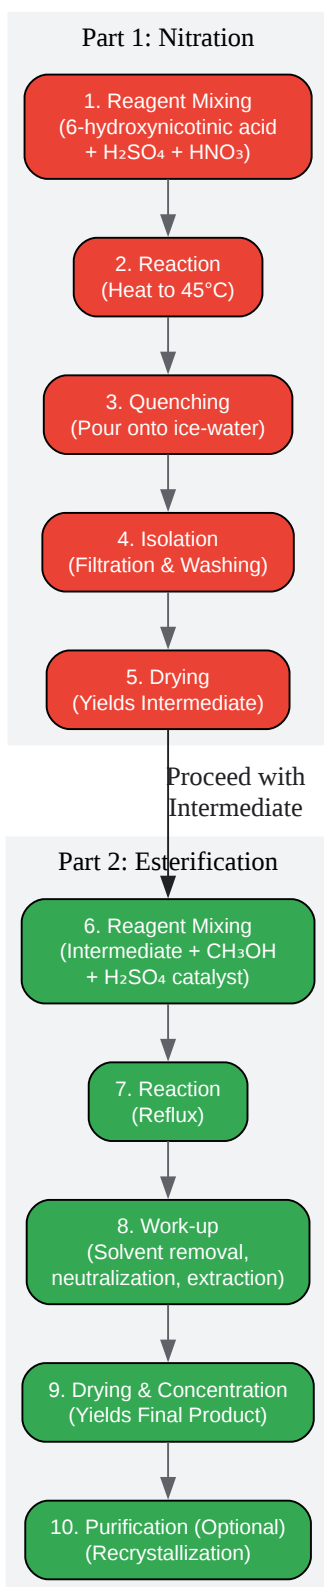 Part 1: Nitration
1. Reagent Mixing
(6-hydroxynicotinic acid
+ H₂SO₄ + HNO₃)
2. Reaction
(Heat to 45°C)
3. Quenching
(Pour onto ice-water)
4. Isolation
(Filtration & Washing)
5. Drying
(Yields Intermediate)
Proceed with
Intermediate
Part 2: Esterification
6. Reagent Mixing
(Intermediate + CH₃OH
+ H₂SO₄ catalyst)
7. Reaction
(Reflux)
8. Work-up
(Solvent removal,
neutralization, extraction)
9. Drying & Concentration
(Yields Final Product)
10. Purification (Optional)
(Recrystallization)